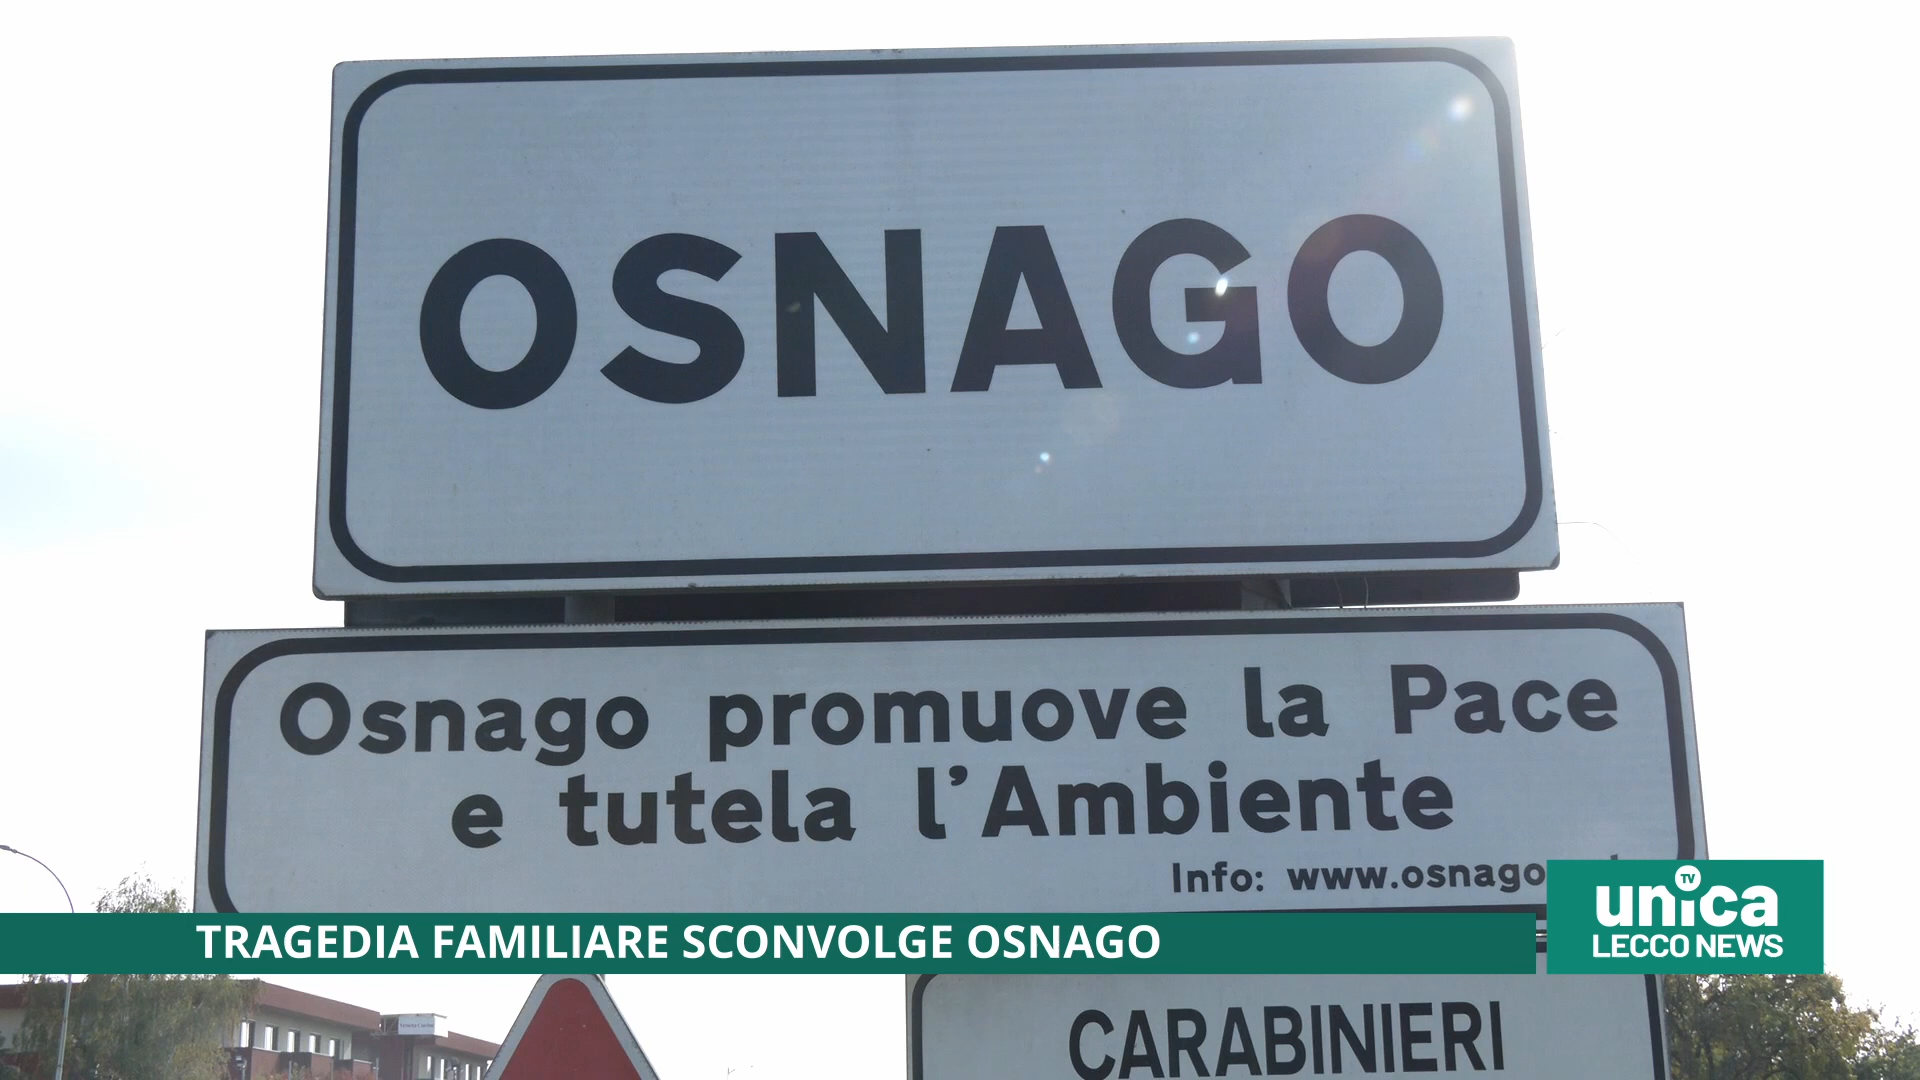 OSNAGO
Osnago promuove la Pace
e tutela l'Ambiente
Info: www.osnago
TRAGEDIA FAMILIARE SCONVOLGE OSNAGO
TV
unica
LECCO NEWS
CARABINIERI